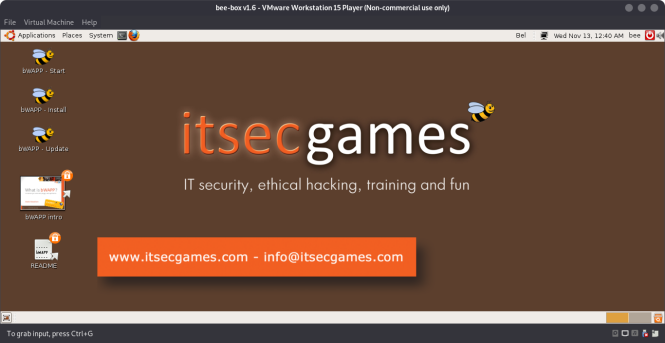 bee-box v1.6 - VMware Workstation 15 Player (Non-commercial use only)
File Virtual Machine Help
Applications Places System Bel Wed Nov 13, 12:40 AM bee
bWAPP - Start
bWAPP - Install
bWAPP - Update
itsecgames
IT security, ethical hacking, training and fun
What is bWAPP?
bWAPP intro
bWAPP
README
www.itsecgames.com - info@itsecgames.com
To grab input, press Ctrl+G